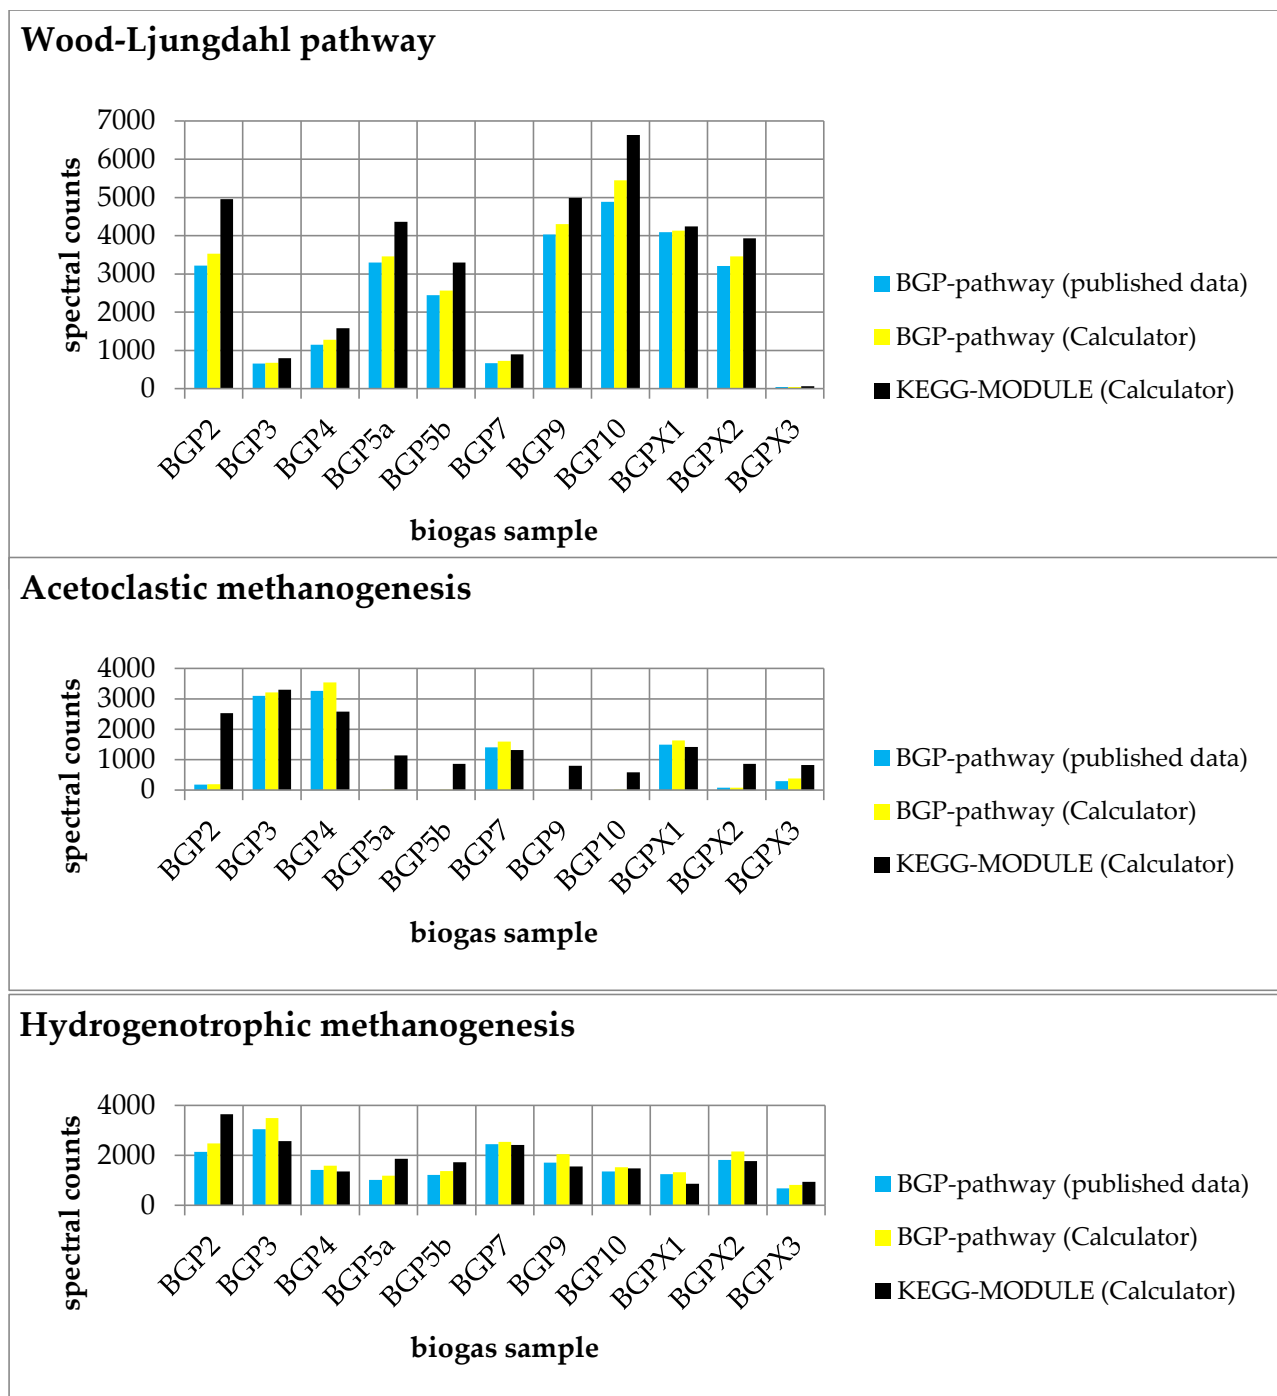 Wood-Ljungdahl pathway
7000
6000
5000
4000
3000
2000
1000
0
spectral counts
BGP2
BGP3
BGP4
BGP5a
BGP5b
BGP7
BGP9
BGP10
BGPX1
BGPX2
BGPX3
biogas sample
BGP-pathway (published data)
BGP-pathway (Calculator)
KEGG-MODULE (Calculator)
Acetoclastic methanogenesis
4000
3000
2000
1000
0
spectral counts
BGP2
BGP3
BGP4
BGP5a
BGP5b
BGP7
BGP9
BGP10
BGPX1
BGPX2
BGPX3
biogas sample
BGP-pathway (published data)
BGP-pathway (Calculator)
KEGG-MODULE (Calculator)
Hydrogenotrophic methanogenesis
4000
2000
0
spectral counts
BGP2
BGP3
BGP4
BGP5a
BGP5b
BGP7
BGP9
BGP10
BGPX1
BGPX2
BGPX3
biogas sample
BGP-pathway (published data)
BGP-pathway (Calculator)
KEGG-MODULE (Calculator)